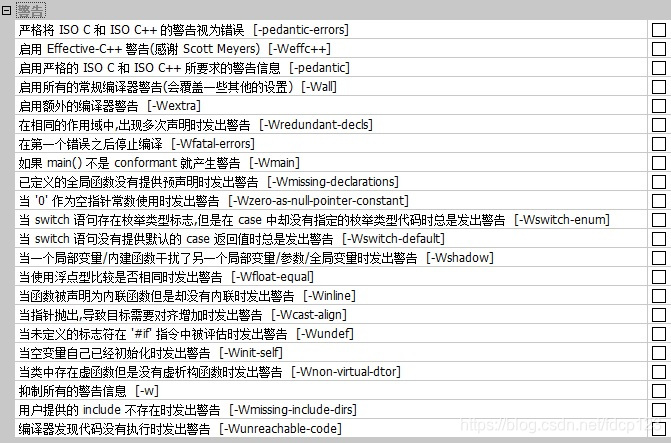 警告
严格将 ISO C 和 ISO C++ 的警告视为错误 [-pedantic-errors]
启用 Effective-C++ 警告(感谢 Scott Meyers) [-Weffc++]
启用严格的 ISO C 和 ISO C++ 所要求的警告信息 [-pedantic]
启用所有的常规编译器警告(会覆盖一些其他的设置) [-Wall]
启用额外的编译器警告 [-Wextra]
在相同的作用域中,出现多次声明时发出警告 [-Wredundant-decls]
在第一个错误之后停止编译 [-Wfatal-errors]
如果 main() 不是 conformant 就产生警告 [-Wmain]
已定义的全局函数没有提供预声明时发出警告 [-Wmissing-declarations]
当 '0' 作为空指针常数使用时发出警告 [-Wzero-as-null-pointer-constant]
当 switch 语句存在枚举类型标志,但是在 case 中却没有指定的枚举类型代码时总是发出警告 [-Wswitch-enum]
当 switch 语句没有提供默认的 case 返回值时总是发出警告 [-Wswitch-default]
当一个局部变量/内建函数干扰了另一个局部变量/参数/全局变量时发出警告 [-Wshadow]
当使用浮点型比较是否相同时发出警告 [-Wfloat-equal]
当函数被声明为内联函数但是却没有内联时发出警告 [-Winline]
当指针抛出,导致目标需要对齐增加时发出警告 [-Wcast-align]
当未定义的标志符在 '#if' 指令中被评估时发出警告 [-Wundef]
当空变量自己已经初始化时发出警告 [-Winit-self]
当类中存在虚函数但是没有虚析构函数时发出警告 [-Wnon-virtual-dtor]
抑制所有的警告信息 [-w]
用户提供的 include 不存在时发出警告 [-Wmissing-include-dirs]
编译器发现代码没有执行时发出警告 [-Wunreachable-code]